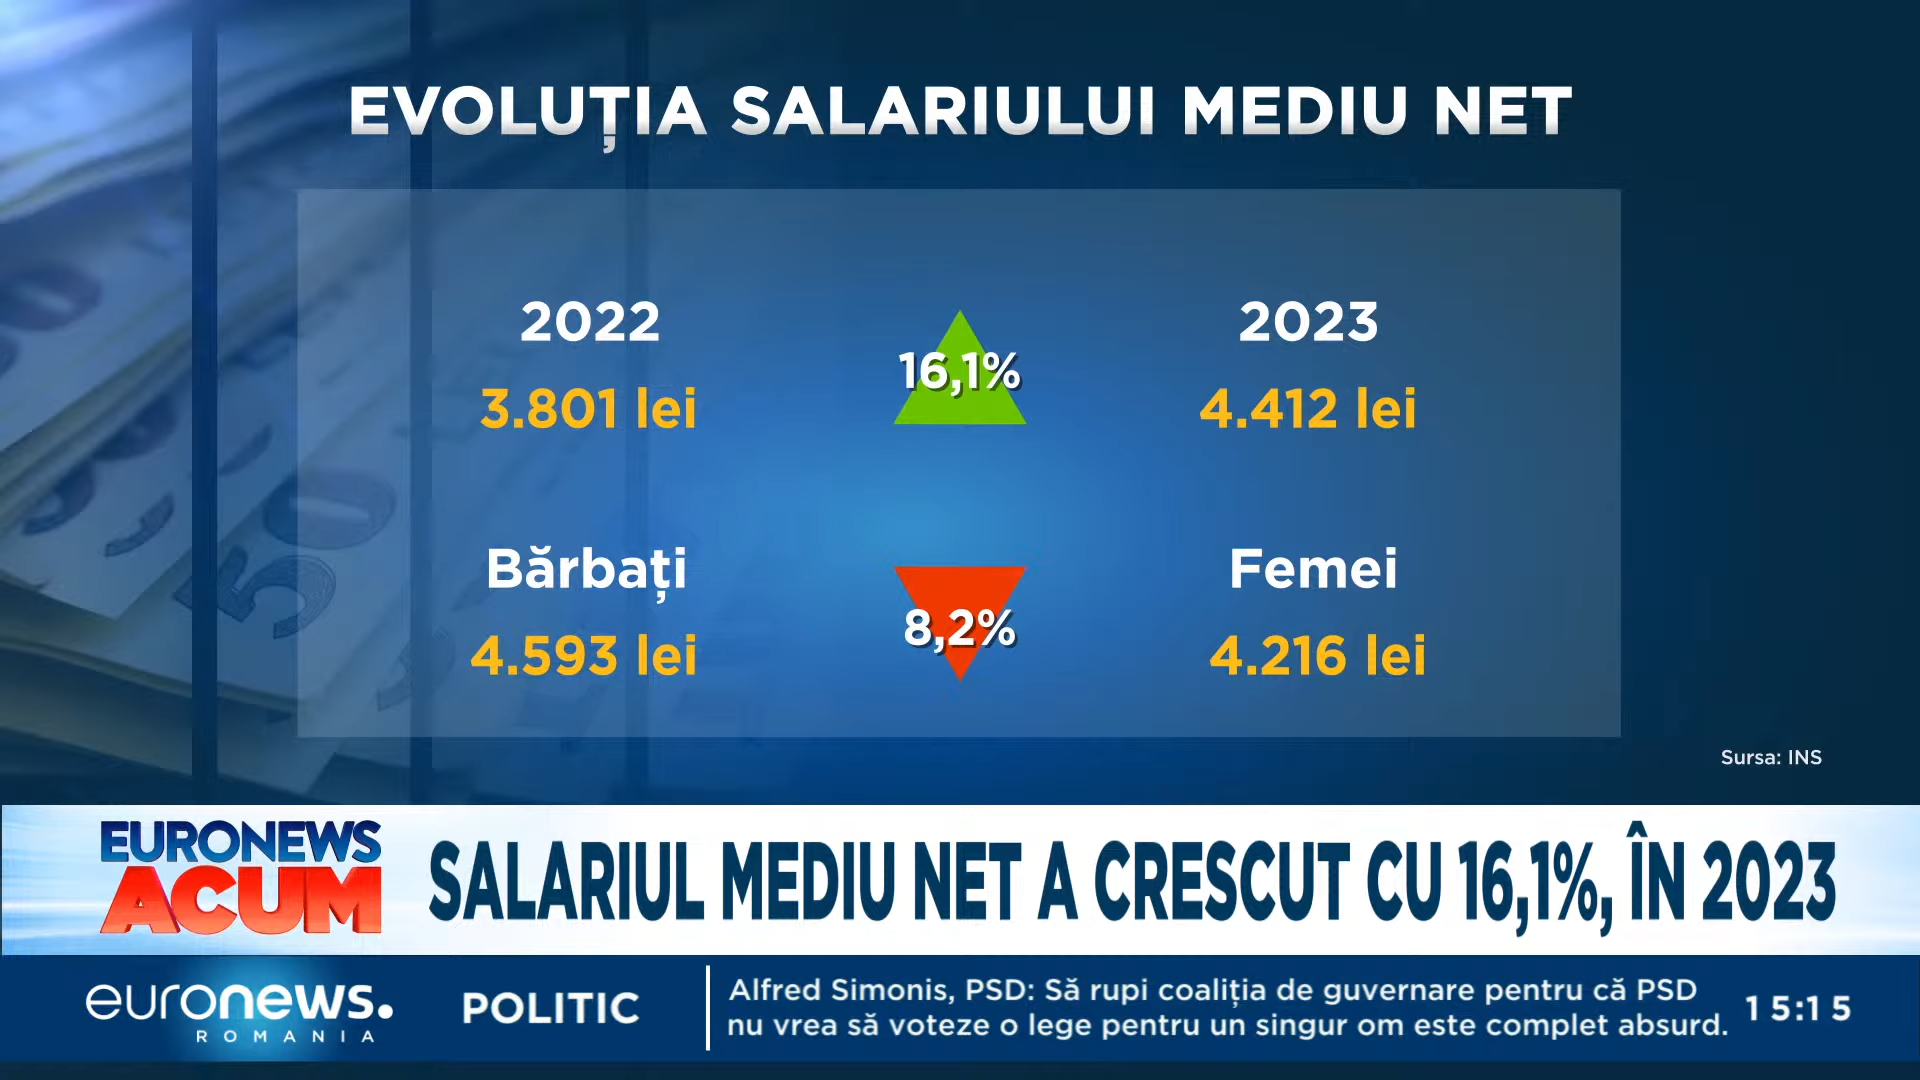 EVOLUȚIA SALARIULUI MEDIU NET
2022
16,1%
2023
3.801 lei
4.412 lei
Bărbați
8,2%
Femei
4.593 lei
4.216 lei
Sursa: INS
EURONEWS
ACUM
SALARIUL MEDIU NET A CRESCUT CU 16,1%, ÎN 2023
euronews.
ROMANIA
POLITIC
Alfred Simonis, PSD: Să rupi coaliția de guvernare pentru că PSD
nu vrea să voteze o lege pentru un singur om este complet absurd.
15:15
50